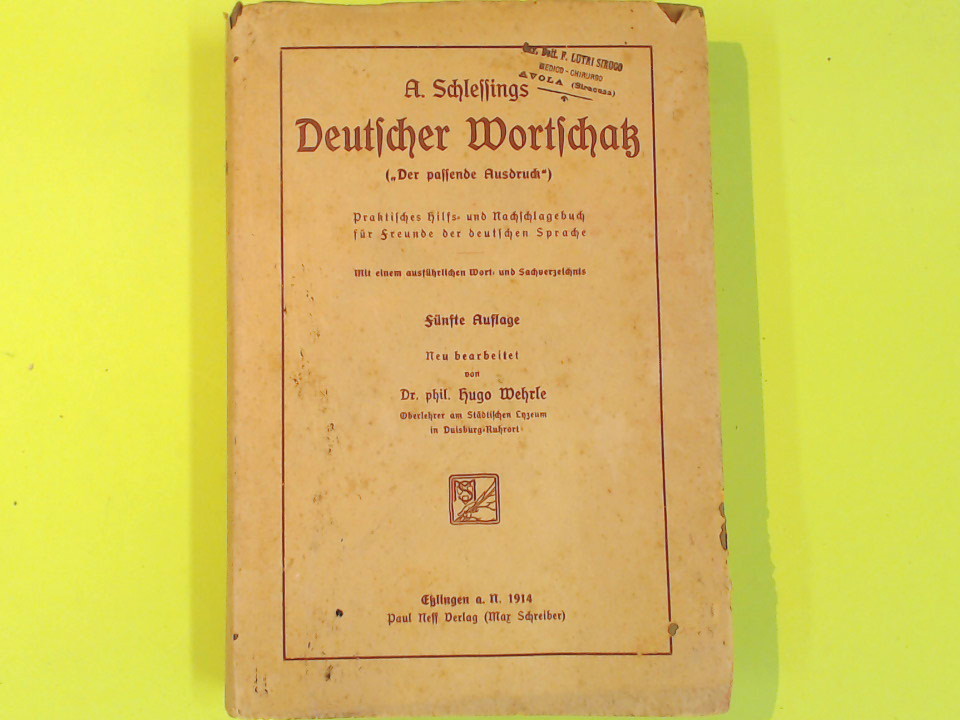 Cav. Dott. F. LUTRI SIRUGO
MEDICO - CHIRURGO
AVOLA (Siracusa)
A. Schlessings
Deutscher Wortschatz
(„Der passende Ausdruck“)
Praktisches Hilfs- und Nachschlagebuch
für Freunde der deutschen Sprache
Mit einem ausführlichen Wort- und Sachverzeichnis
Fünfte Auflage
Neu bearbeitet
von
Dr. phil. Hugo Wehrle
Oberlehrer am Städtischen Lyzeum
in Duisburg-Ruhrort
Eßlingen a. N. 1914
Paul Neff Verlag (Max Schreiber)